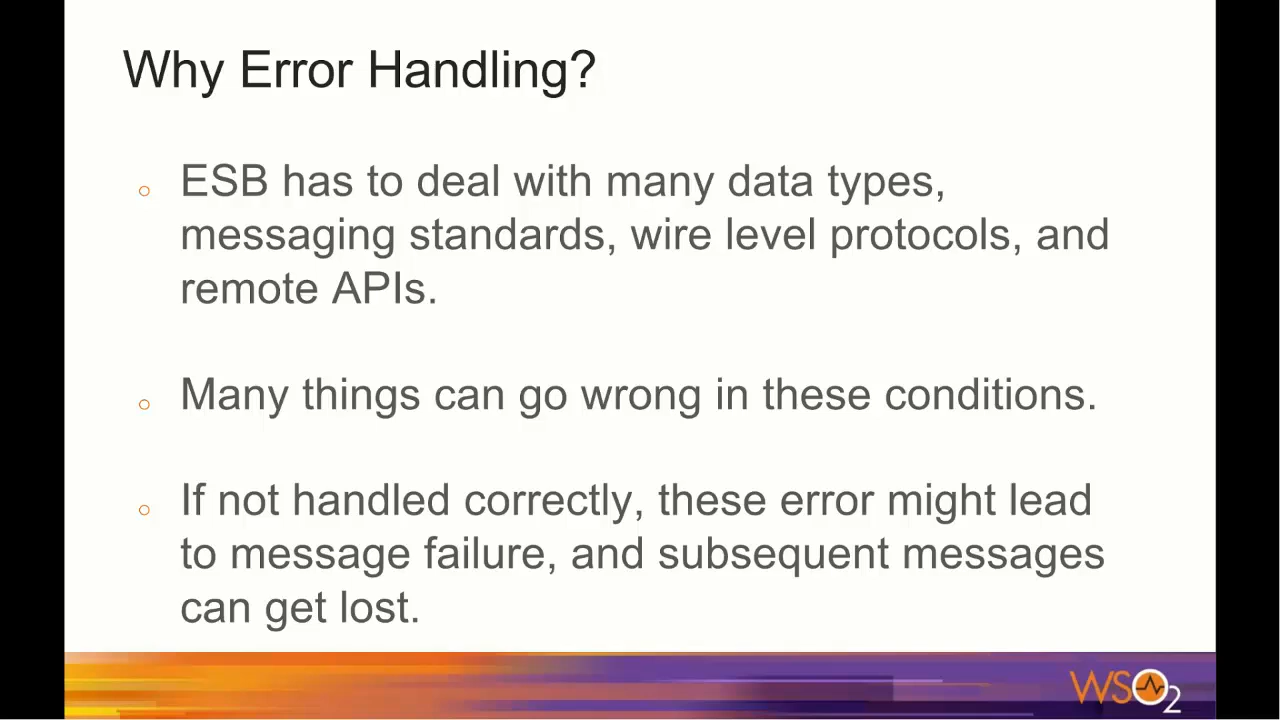 Why Error Handling?
ESB has to deal with many data types,
messaging standards, wire level protocols, and
remote APIs.
Many things can go wrong in these conditions.
If not handled correctly, these error might lead
to message failure, and subsequent messages
can get lost.
WSO2